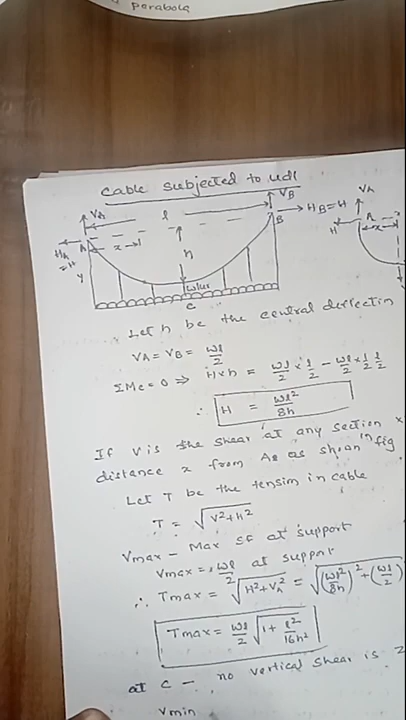 parabola
Cable subjected to udl
VA l VB
HB=H VA
HA A x B H A x
=H
y h
w/ur
C
Let h be the central deflection
VA = VB = wl/2
ΣMc = 0 ⇒ H×h = wl/2 × l/2 − wl/2 × 1/2 l/2
∴ H = wl²/8h
If V is the shear at any section x
distance x from A as shown in fig
Let T be the tensim in cable
T = √V²+H²
Vmax - Max SF at support
Vmax = wl/2 at support
∴ Tmax = √H²+VA² = √(wl²/8h)² + (wl/2)
Tmax = wl/2 √1 + l²/16h²
at C - no vertical shear is z
Vmin